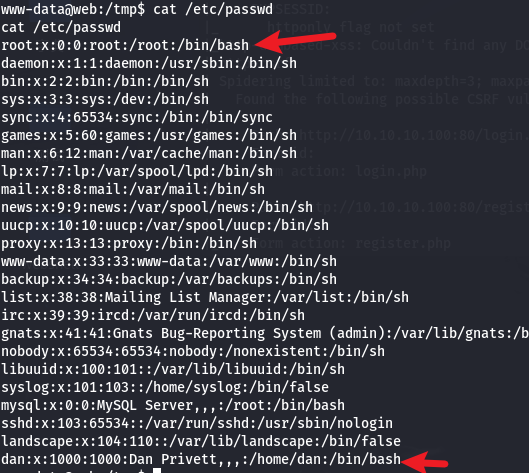 www-data@web:/tmp$ cat /etc/passwd
cat /etc/passwd
root:x:0:0:root:/root:/bin/bash
daemon:x:1:1:daemon:/usr/sbin:/bin/sh
bin:x:2:2:bin:/bin:/bin/sh
sys:x:3:3:sys:/dev:/bin/sh
sync:x:4:65534:sync:/bin:/bin/sync
games:x:5:60:games:/usr/games:/bin/sh
man:x:6:12:man:/var/cache/man:/bin/sh
lp:x:7:7:lp:/var/spool/lpd:/bin/sh
mail:x:8:8:mail:/var/mail:/bin/sh
news:x:9:9:news:/var/spool/news:/bin/sh
uucp:x:10:10:uucp:/var/spool/uucp:/bin/sh
proxy:x:13:13:proxy:/bin:/bin/sh
www-data:x:33:33:www-data:/var/www:/bin/sh
backup:x:34:34:backup:/var/backups:/bin/sh
list:x:38:38:Mailing List Manager:/var/list:/bin/sh
irc:x:39:39:ircd:/var/run/ircd:/bin/sh
gnats:x:41:41:Gnats Bug-Reporting System (admin):/var/lib/gnats:/b
nobody:x:65534:65534:nobody:/nonexistent:/bin/sh
libuuid:x:100:101::/var/lib/libuuid:/bin/sh
syslog:x:101:103::/home/syslog:/bin/false
mysql:x:0:0:MySQL Server,,,:/root:/bin/bash
sshd:x:103:65534::/var/run/sshd:/usr/sbin/nologin
landscape:x:104:110::/var/lib/landscape:/bin/false
dan:x:1000:1000:Dan Privett,,,:/home/dan:/bin/bash